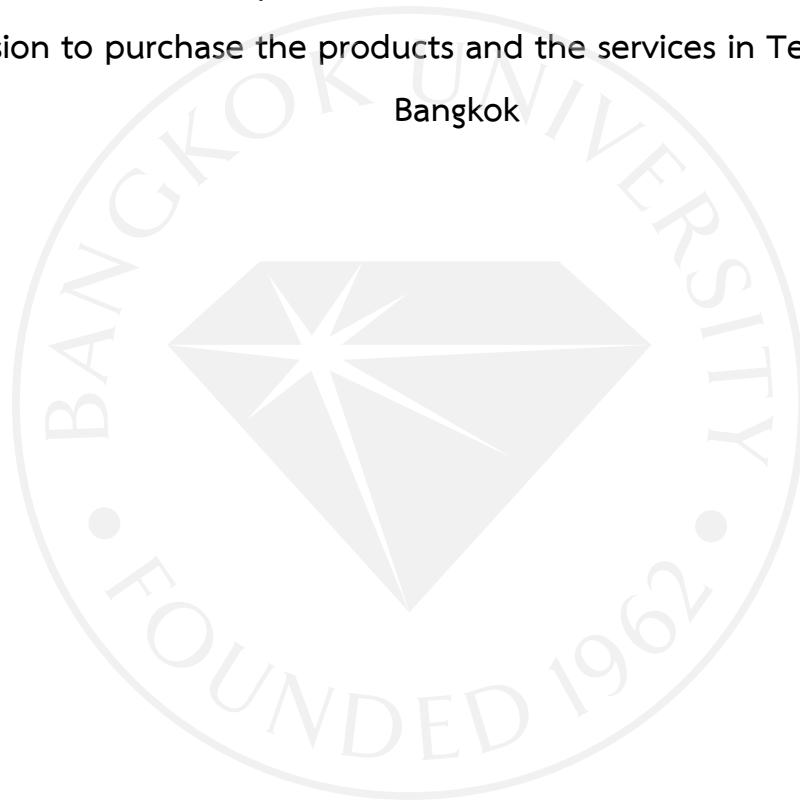 sion to purchase the products and the services in Te
Bangkok
BANGKOK UNIVERSITY
FOUNDED 1962